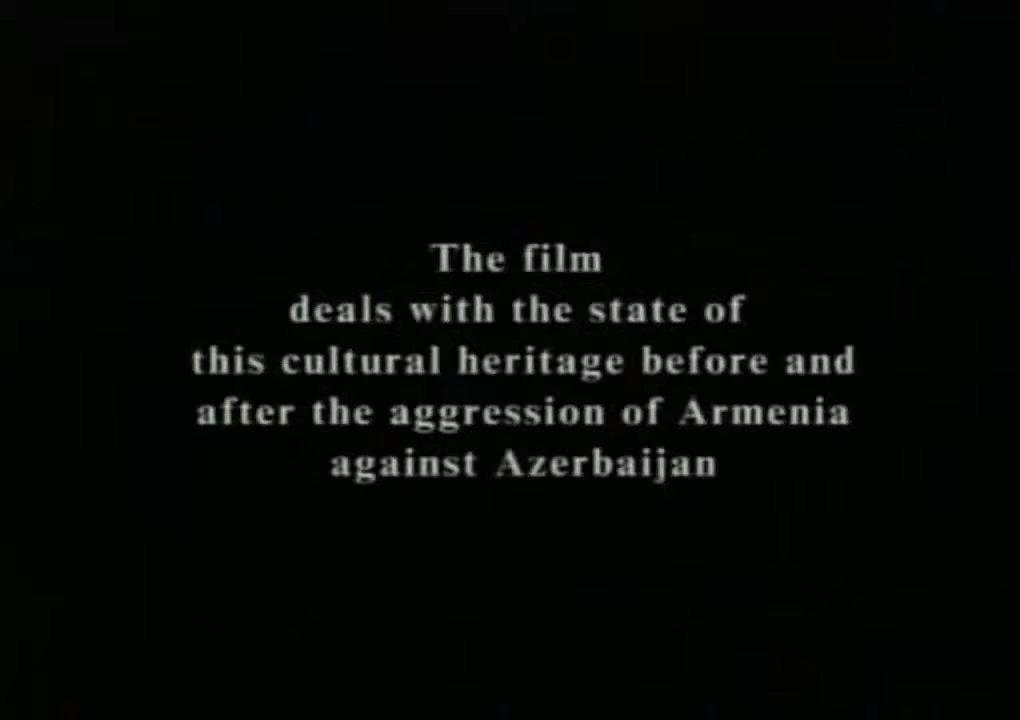 The film
deals with the state of
this cultural heritage before and
after the aggression of Armenia
against Azerbaijan